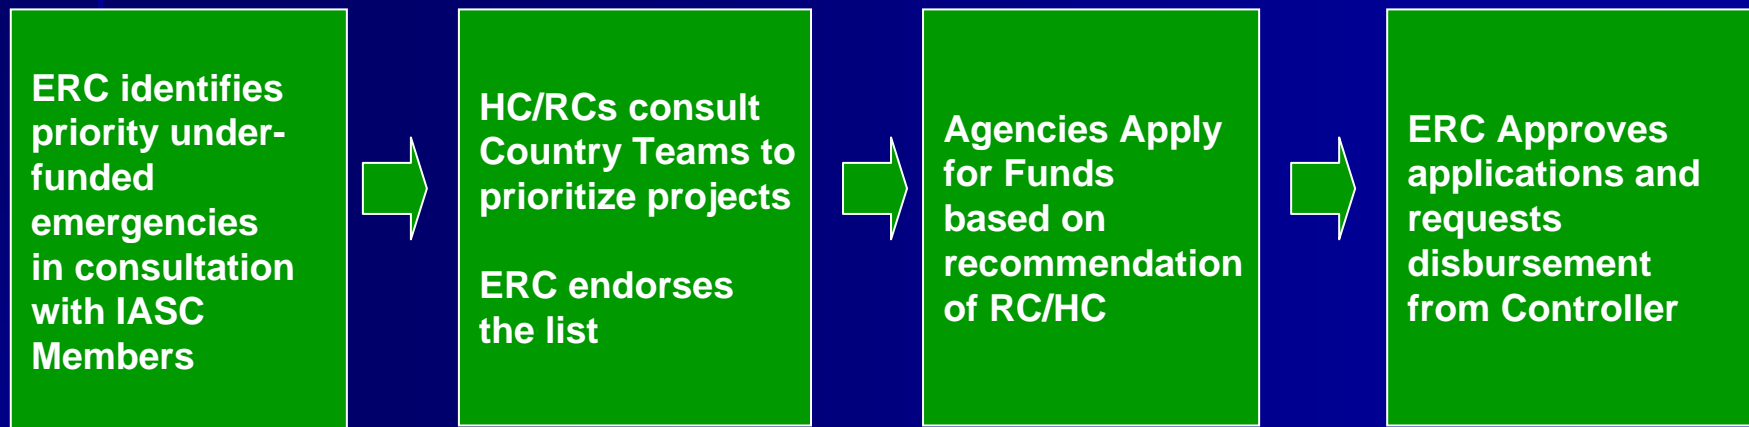 ERC identifies
priority under-
funded
emergencies
in consultation
with IASC
Members
HC/RCs consult
Country Teams to
prioritize projects
ERC endorses
the list
Agencies Apply
for Funds
based on
recommendation
of RC/HC
ERC Approves
applications and
requests
disbursement
from Controller